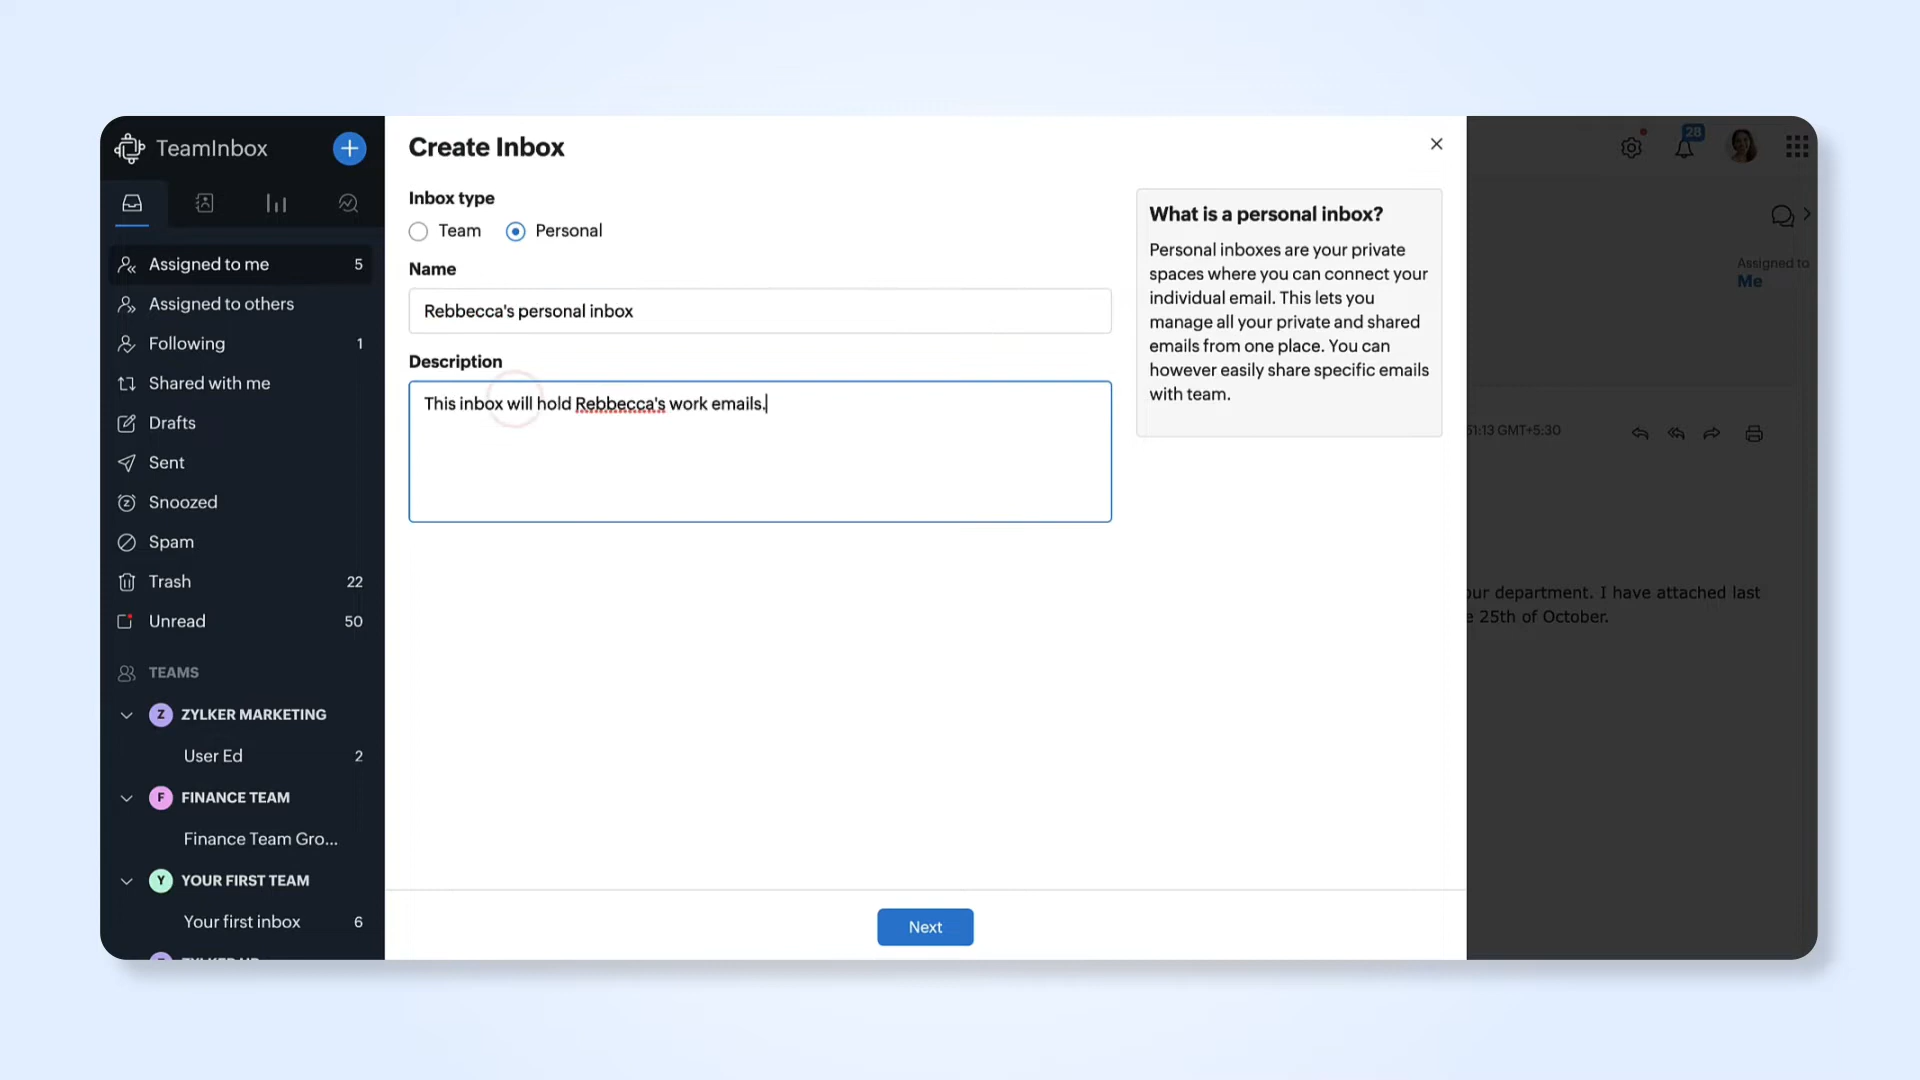 TeamInbox
Assigned to me 5
Assigned to others
Following 1
Shared with me
Drafts
Sent
Snoozed
Spam
Trash 22
Unread 50
TEAMS
Z ZYLKER MARKETING
User Ed 2
F FINANCE TEAM
Finance Team Gro...
Y YOUR FIRST TEAM
Your first inbox 6
Create Inbox
Inbox type
Team Personal
Name
Rebbecca's personal inbox
Description
This inbox will hold Rebbecca's work emails.
Next
What is a personal inbox?
Personal inboxes are your private
spaces where you can connect your
individual email. This lets you
manage all your private and shared
emails from one place. You can
however easily share specific emails
with team.
28
Assigned to
Me
51:13 GMT+5:30
our department. I have attached last
e 25th of October.